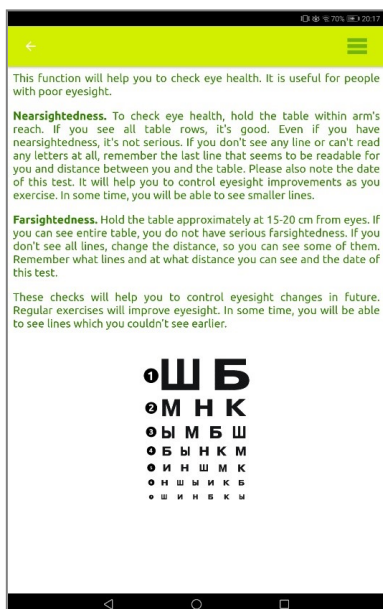 70% 20:17
This function will help you to check eye health. It is useful for people
with poor eyesight.
Nearsightedness. To check eye health, hold the table within arm's
reach. If you see all table rows, it's good. Even if you have
nearsightedness, it's not serious. If you don't see any line or can't read
any letters at all, remember the last line that seems to be readable for
you and distance between you and the table. Please also note the date
of this test. It will help you to control eyesight improvements as you
exercise. In some time, you will be able to see smaller lines.
Farsightedness. Hold the table approximately at 15-20 cm from eyes. If
you can see entire table, you do not have serious farsightedness. If you
don't see all lines, change the distance, so you can see some of them.
Remember what lines and at what distance you can see and the date of
this test.
These checks will help you to control eyesight changes in future.
Regular exercises will improve eyesight. In some time, you will be able
to see lines which you couldn't see earlier.
1 Ш Б
2 М Н К
3 Ы М Б Ш
4 Б Ы Н К М
И Н Ш М К
Н Ш Ы И К Б
Ш И Н Б К Ы